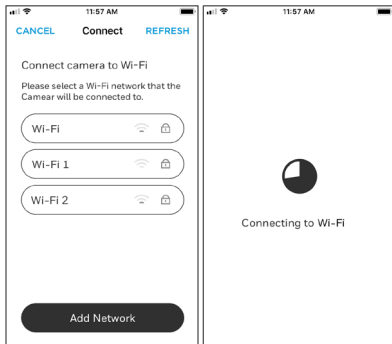 11:57 AM
CANCEL Connect REFRESH
Connect camera to Wi-Fi
Please select a Wi-Fi network that the
Camear will be connected to.
Wi-Fi
Wi-Fi 1
Wi-Fi 2
Add Network
11:57 AM
Connecting to Wi-Fi